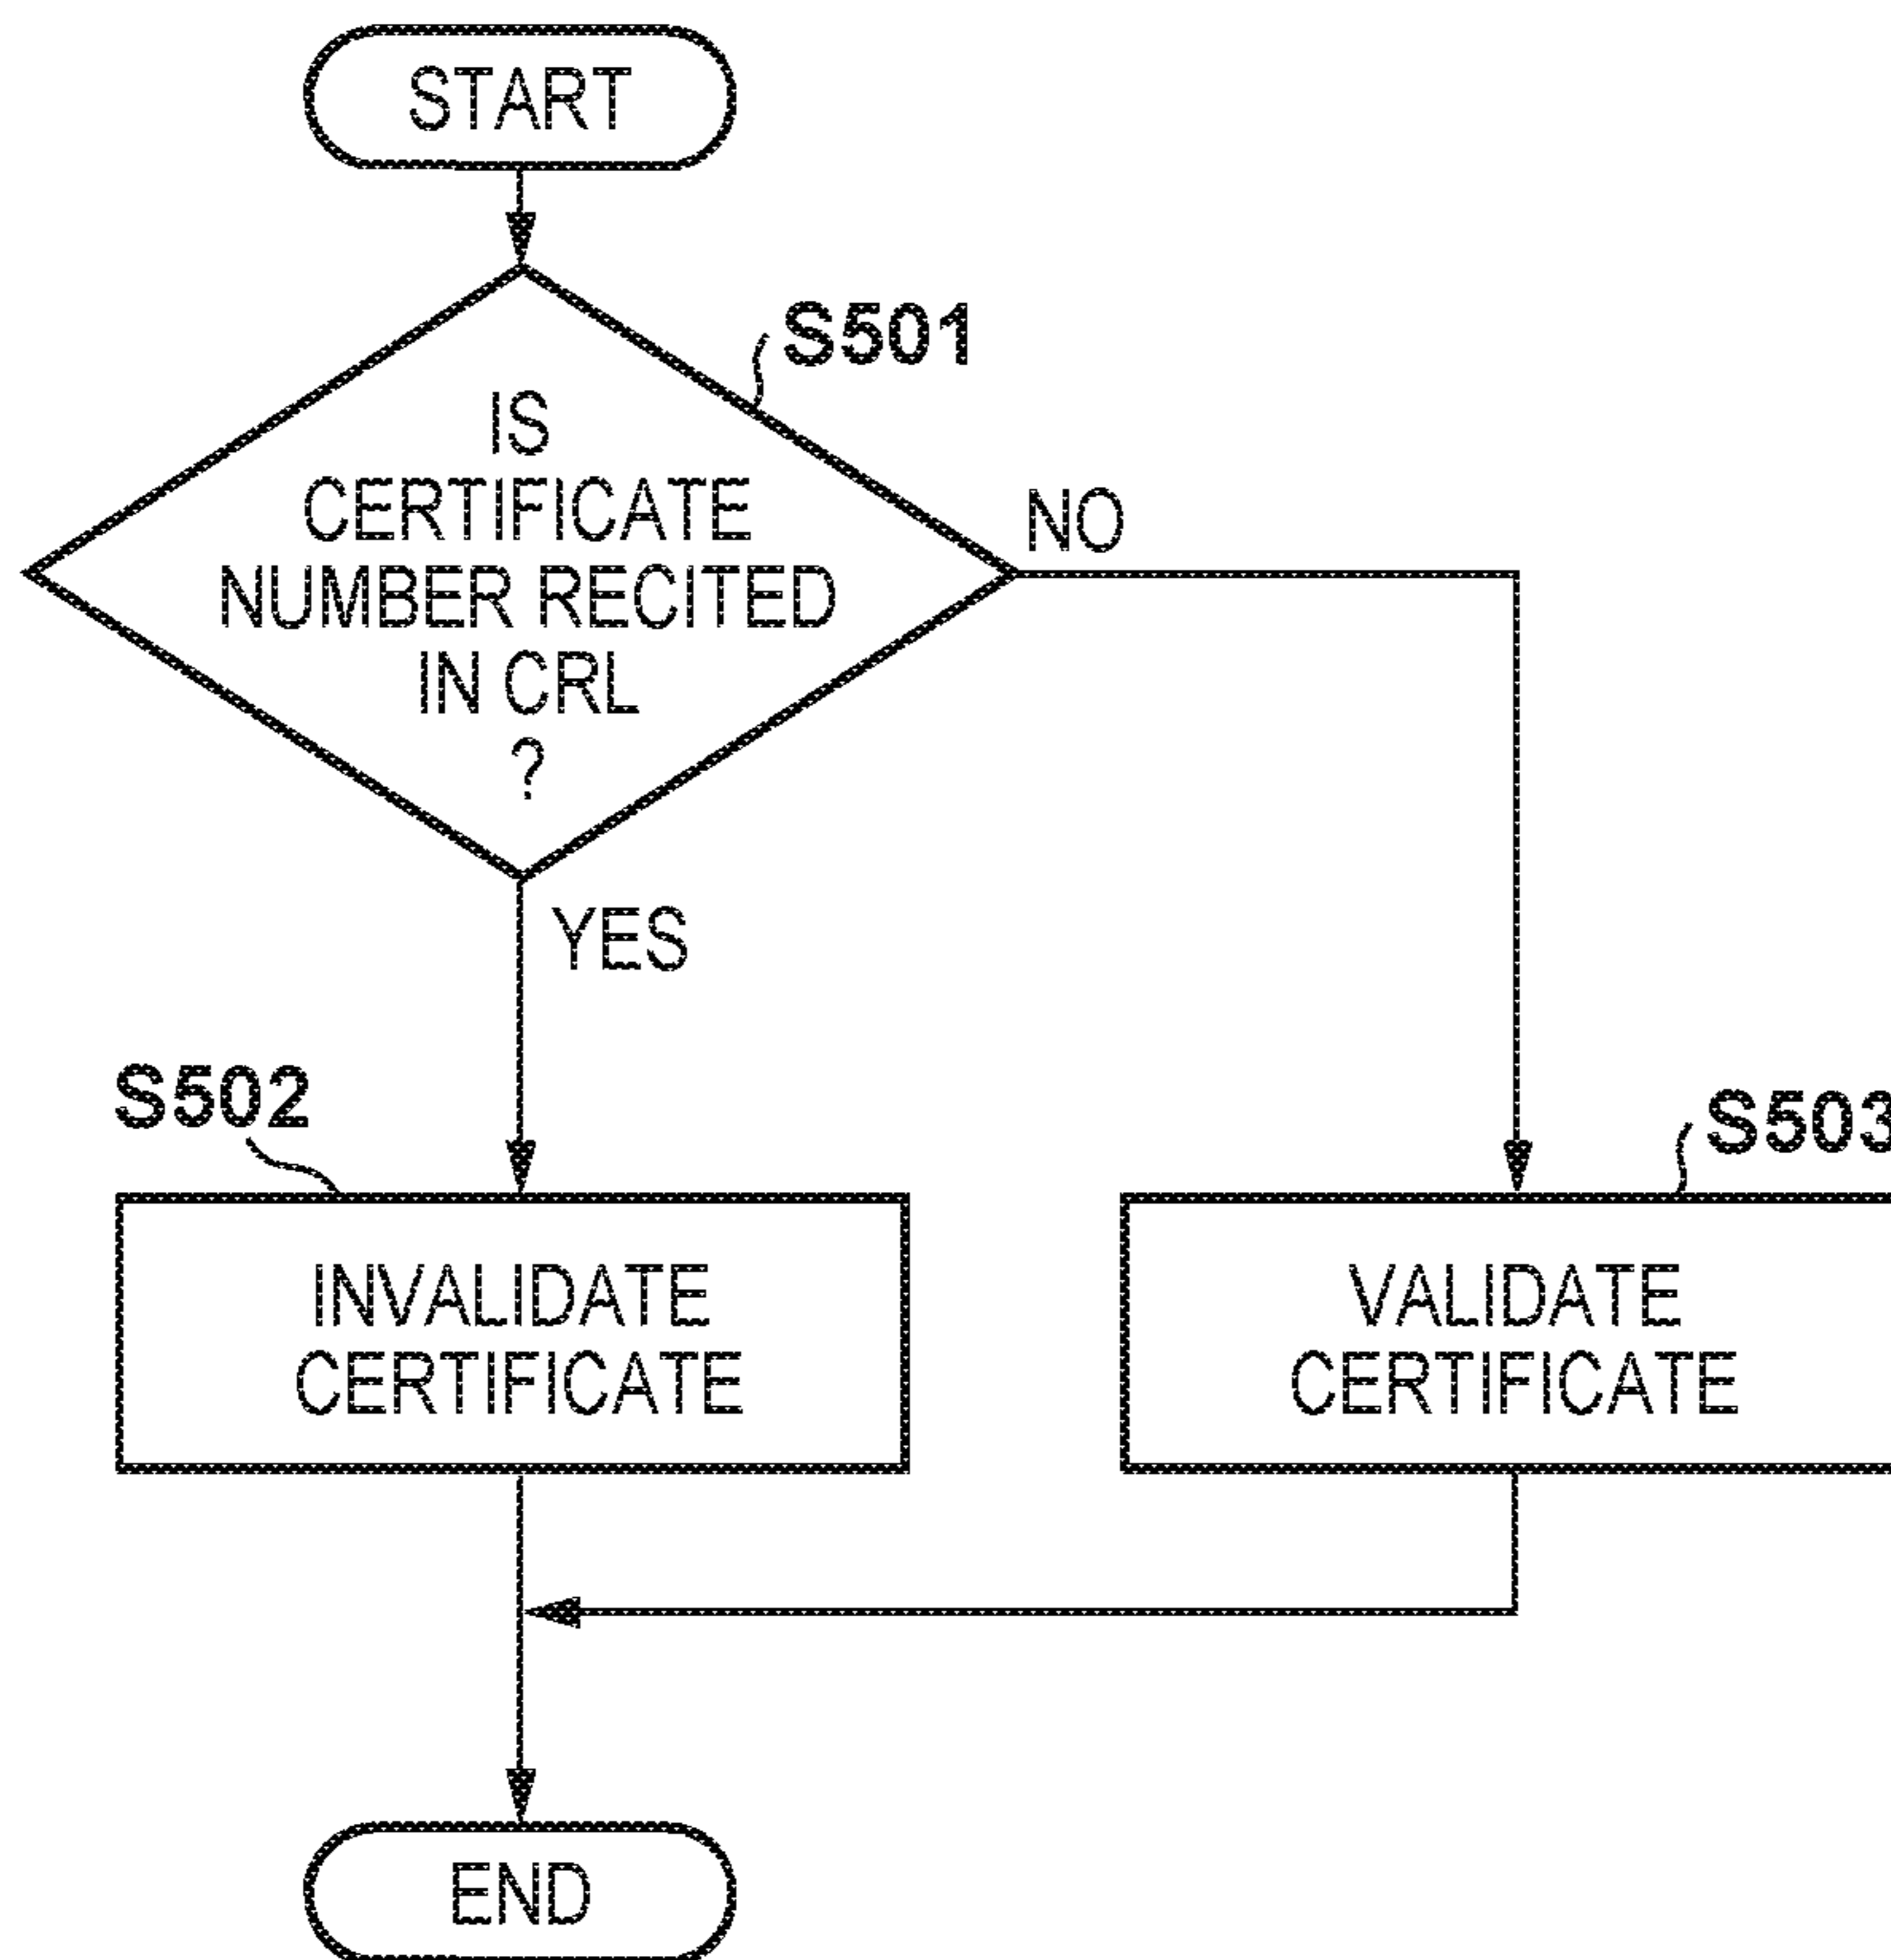 START
S501
IS
CERTIFICATE
NUMBER RECITED
IN CRL
?
NO
YES
S502
INVALIDATE
CERTIFICATE
S503
VALIDATE
CERTIFICATE
END